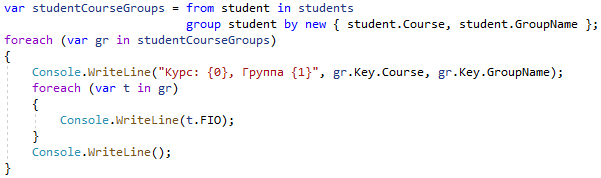 var studentCourseGroups = from student in students
group student by new { student.Course, student.GroupName };
foreach (var gr in studentCourseGroups)
{
Console.WriteLine("Курс: {0}, Группа {1}", gr.Key.Course, gr.Key.GroupName);
foreach (var t in gr)
{
Console.WriteLine(t.FIO);
}
Console.WriteLine();
}